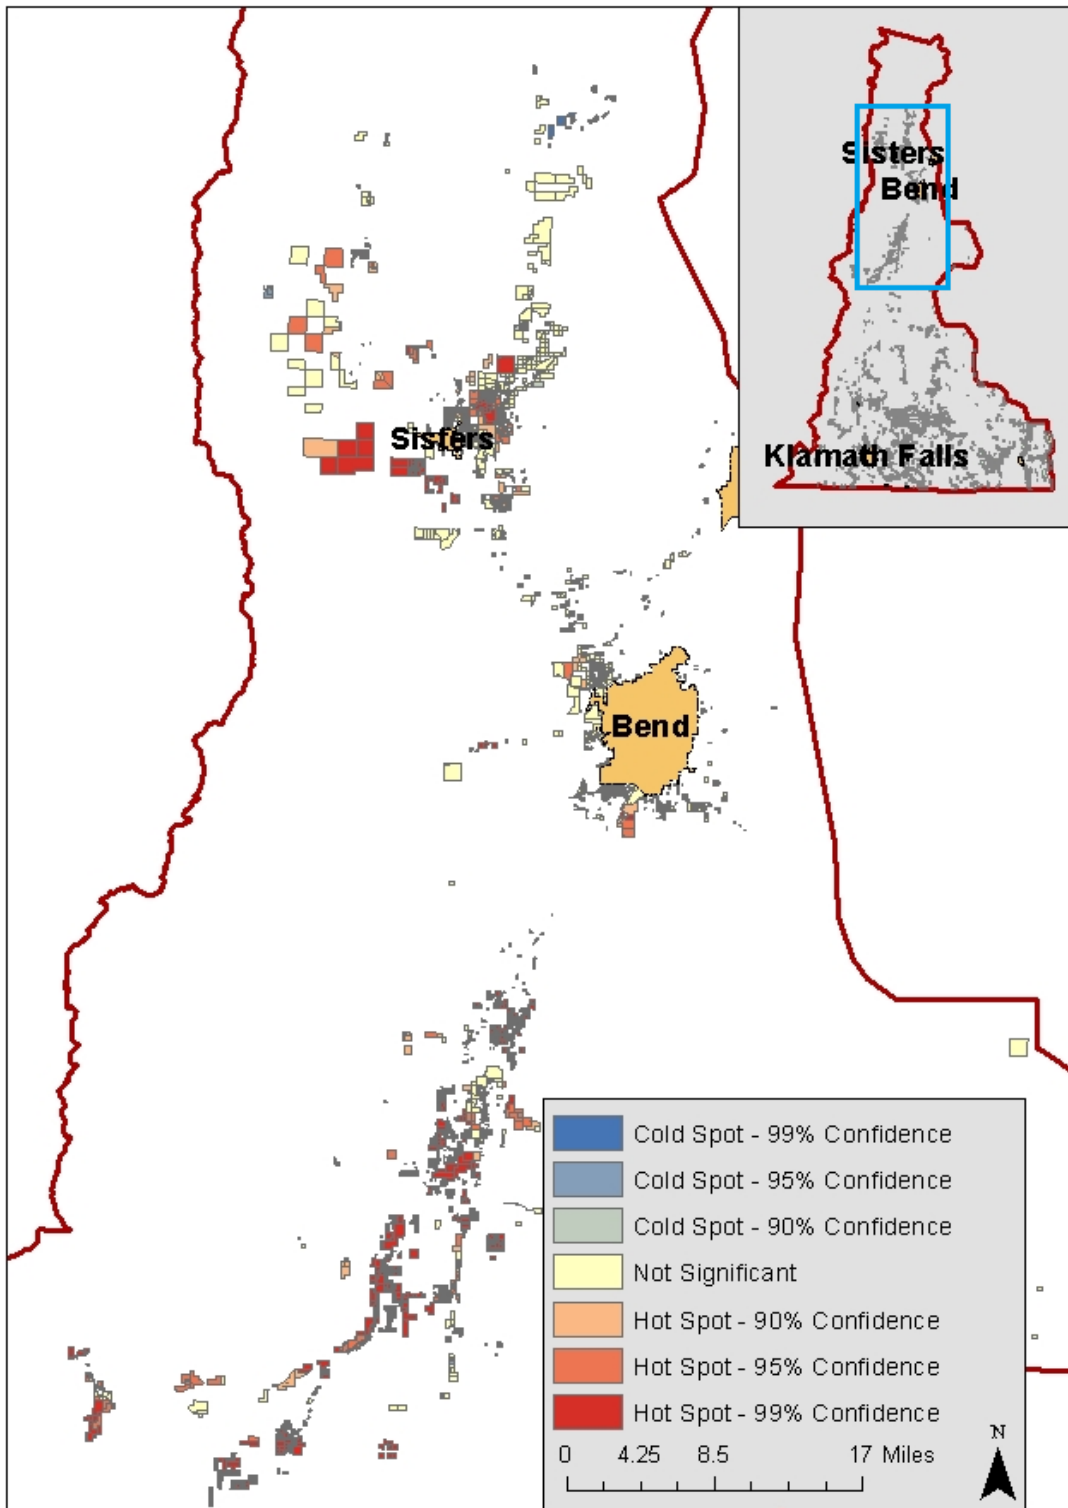 Sisters
Bend
Klamath Falls
Sisters
Bend
Cold Spot - 99% Confidence
Cold Spot - 95% Confidence
Cold Spot - 90% Confidence
Not Significant
Hot Spot - 90% Confidence
Hot Spot - 95% Confidence
Hot Spot - 99% Confidence
N
0 4.25 8.5 17 Miles